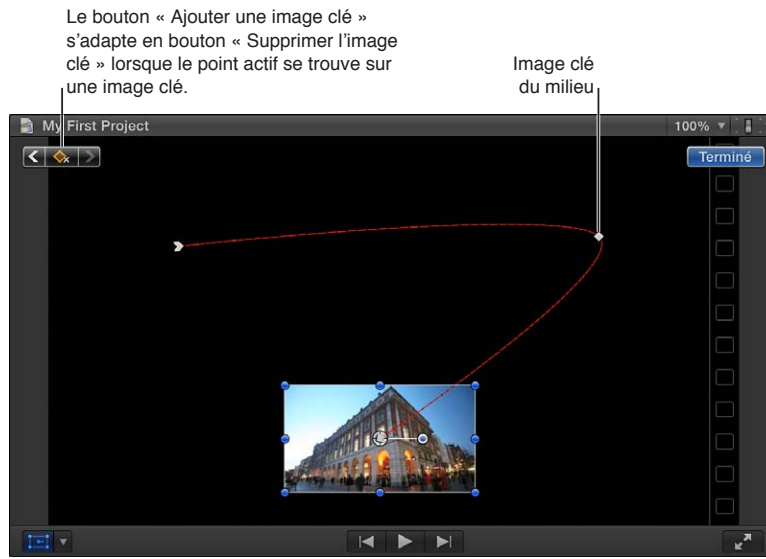 Le bouton « Ajouter une image clé »
s’adapte en bouton « Supprimer l’image
clé » lorsque le point actif se trouve sur
une image clé.
Image clé
du milieu
My First Project
100%
Terminé